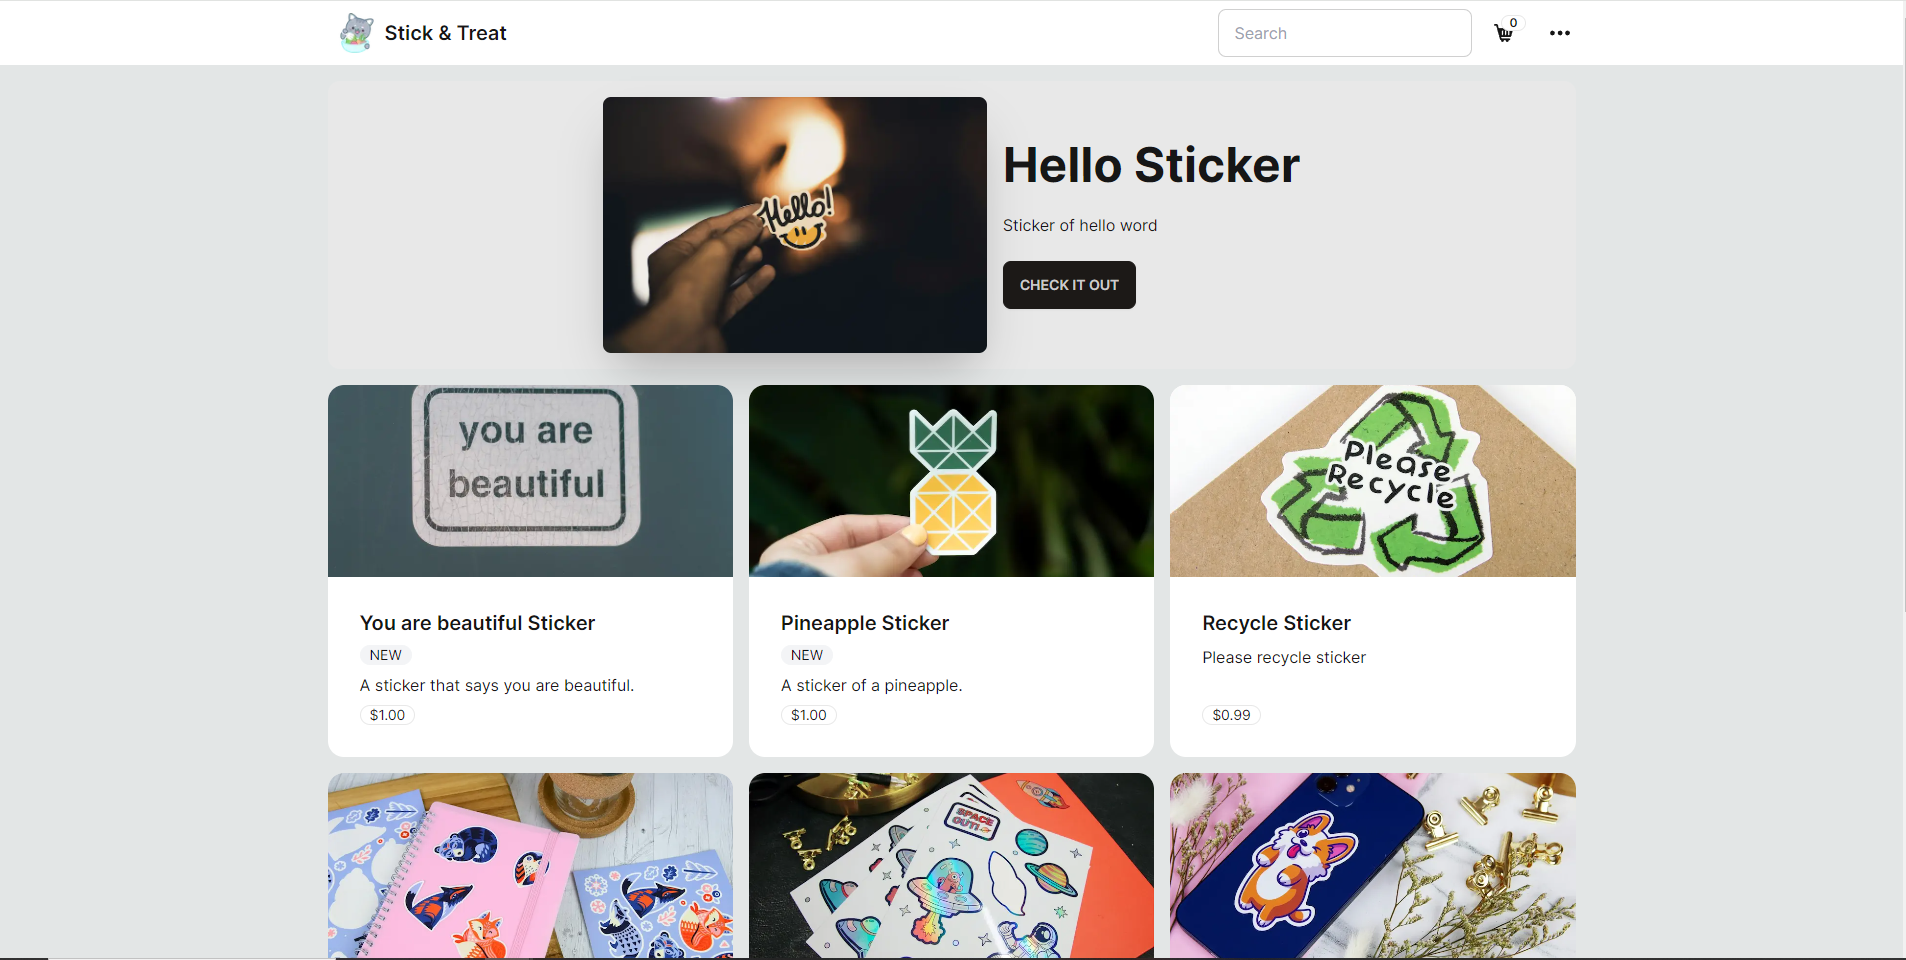 Stick & Treat
Search
0
Hello!
Hello Sticker
Sticker of hello word
CHECK IT OUT
you are
beautiful
Please
Recycle
You are beautiful Sticker
NEW
A sticker that says you are beautiful.
$1.00
Pineapple Sticker
NEW
A sticker of a pineapple.
$1.00
Recycle Sticker
Please recycle sticker
$0.99
SPACE
OUT!